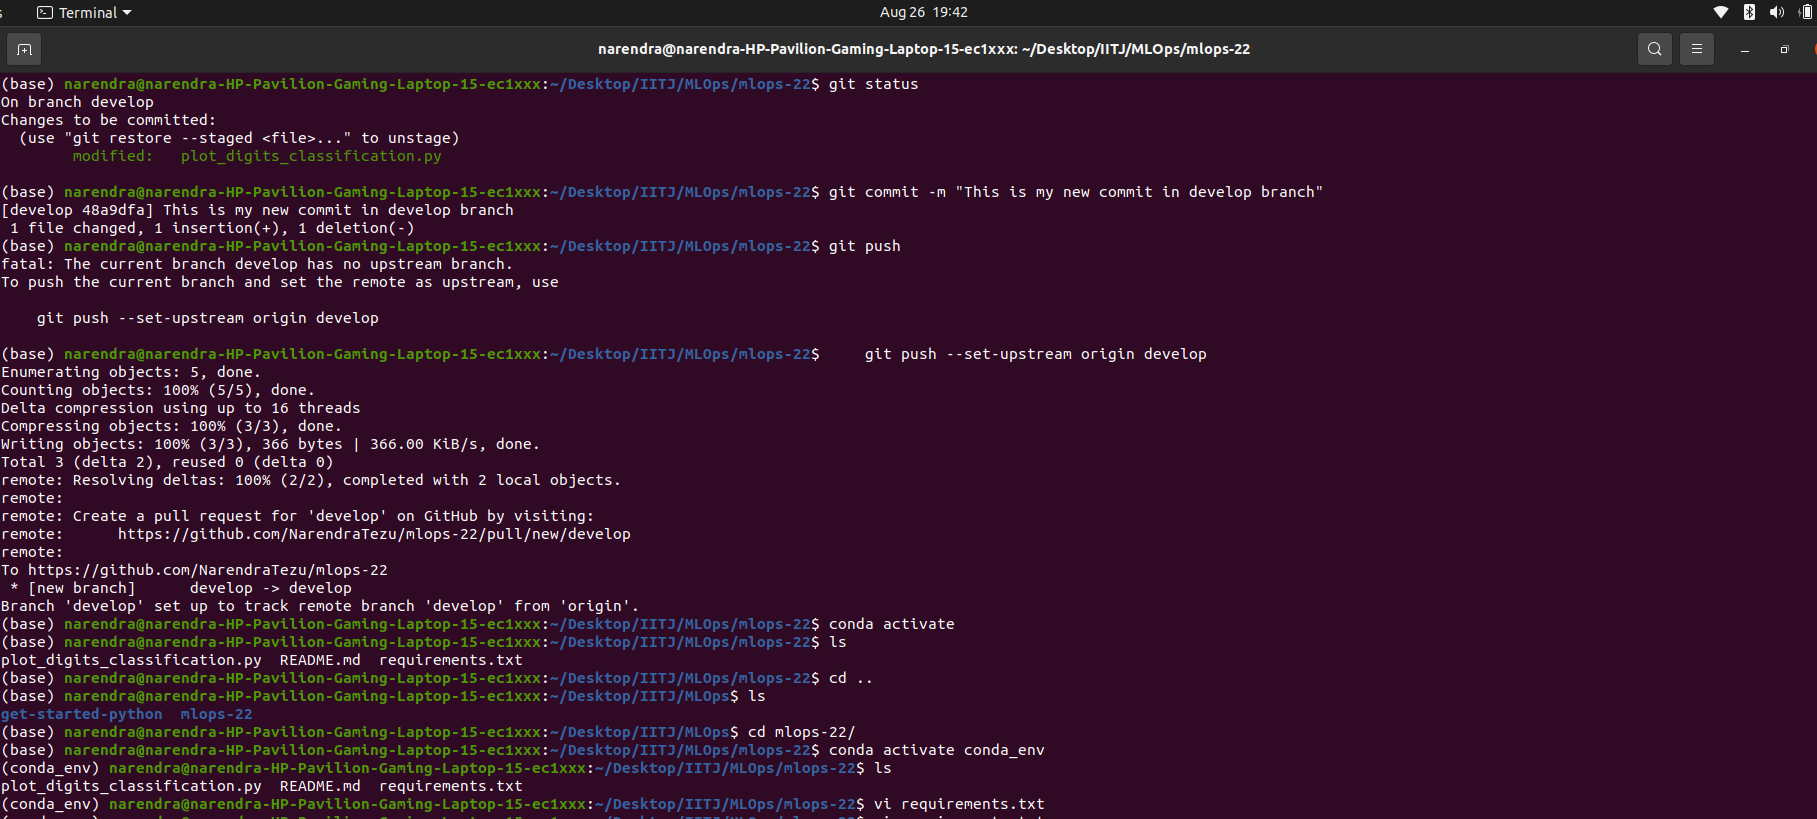 Terminal
Aug 26 19:42
narendra@narendra-HP-Pavilion-Gaming-Laptop-15-ec1xxx: ~/Desktop/IITJ/MLOps/mlops-22
(base) narendra@narendra-HP-Pavilion-Gaming-Laptop-15-ec1xxx:~/Desktop/IITJ/MLOps/mlops-22$ git status
On branch develop
Changes to be committed:
  (use "git restore --staged <file>..." to unstage)
        modified:   plot_digits_classification.py

(base) narendra@narendra-HP-Pavilion-Gaming-Laptop-15-ec1xxx:~/Desktop/IITJ/MLOps/mlops-22$ git commit -m "This is my new commit in develop branch"
[develop 48a9dfa] This is my new commit in develop branch
 1 file changed, 1 insertion(+), 1 deletion(-)
(base) narendra@narendra-HP-Pavilion-Gaming-Laptop-15-ec1xxx:~/Desktop/IITJ/MLOps/mlops-22$ git push
fatal: The current branch develop has no upstream branch.
To push the current branch and set the remote as upstream, use

    git push --set-upstream origin develop

(base) narendra@narendra-HP-Pavilion-Gaming-Laptop-15-ec1xxx:~/Desktop/IITJ/MLOps/mlops-22$     git push --set-upstream origin develop
Enumerating objects: 5, done.
Counting objects: 100% (5/5), done.
Delta compression using up to 16 threads
Compressing objects: 100% (3/3), done.
Writing objects: 100% (3/3), 366 bytes | 366.00 KiB/s, done.
Total 3 (delta 2), reused 0 (delta 0)
remote: Resolving deltas: 100% (2/2), completed with 2 local objects.
remote:
remote: Create a pull request for 'develop' on GitHub by visiting:
remote:      https://github.com/NarendraTezu/mlops-22/pull/new/develop
remote:
To https://github.com/NarendraTezu/mlops-22
 * [new branch]      develop -> develop
Branch 'develop' set up to track remote branch 'develop' from 'origin'.
(base) narendra@narendra-HP-Pavilion-Gaming-Laptop-15-ec1xxx:~/Desktop/IITJ/MLOps/mlops-22$ conda activate
(base) narendra@narendra-HP-Pavilion-Gaming-Laptop-15-ec1xxx:~/Desktop/IITJ/MLOps/mlops-22$ ls
plot_digits_classification.py  README.md  requirements.txt
(base) narendra@narendra-HP-Pavilion-Gaming-Laptop-15-ec1xxx:~/Desktop/IITJ/MLOps/mlops-22$ cd ..
(base) narendra@narendra-HP-Pavilion-Gaming-Laptop-15-ec1xxx:~/Desktop/IITJ/MLOps$ ls
get-started-python  mlops-22
(base) narendra@narendra-HP-Pavilion-Gaming-Laptop-15-ec1xxx:~/Desktop/IITJ/MLOps$ cd mlops-22/
(base) narendra@narendra-HP-Pavilion-Gaming-Laptop-15-ec1xxx:~/Desktop/IITJ/MLOps/mlops-22$ conda activate conda_env
(conda_env) narendra@narendra-HP-Pavilion-Gaming-Laptop-15-ec1xxx:~/Desktop/IITJ/MLOps/mlops-22$ ls
plot_digits_classification.py  README.md  requirements.txt
(conda_env) narendra@narendra-HP-Pavilion-Gaming-Laptop-15-ec1xxx:~/Desktop/IITJ/MLOps/mlops-22$ vi requirements.txt